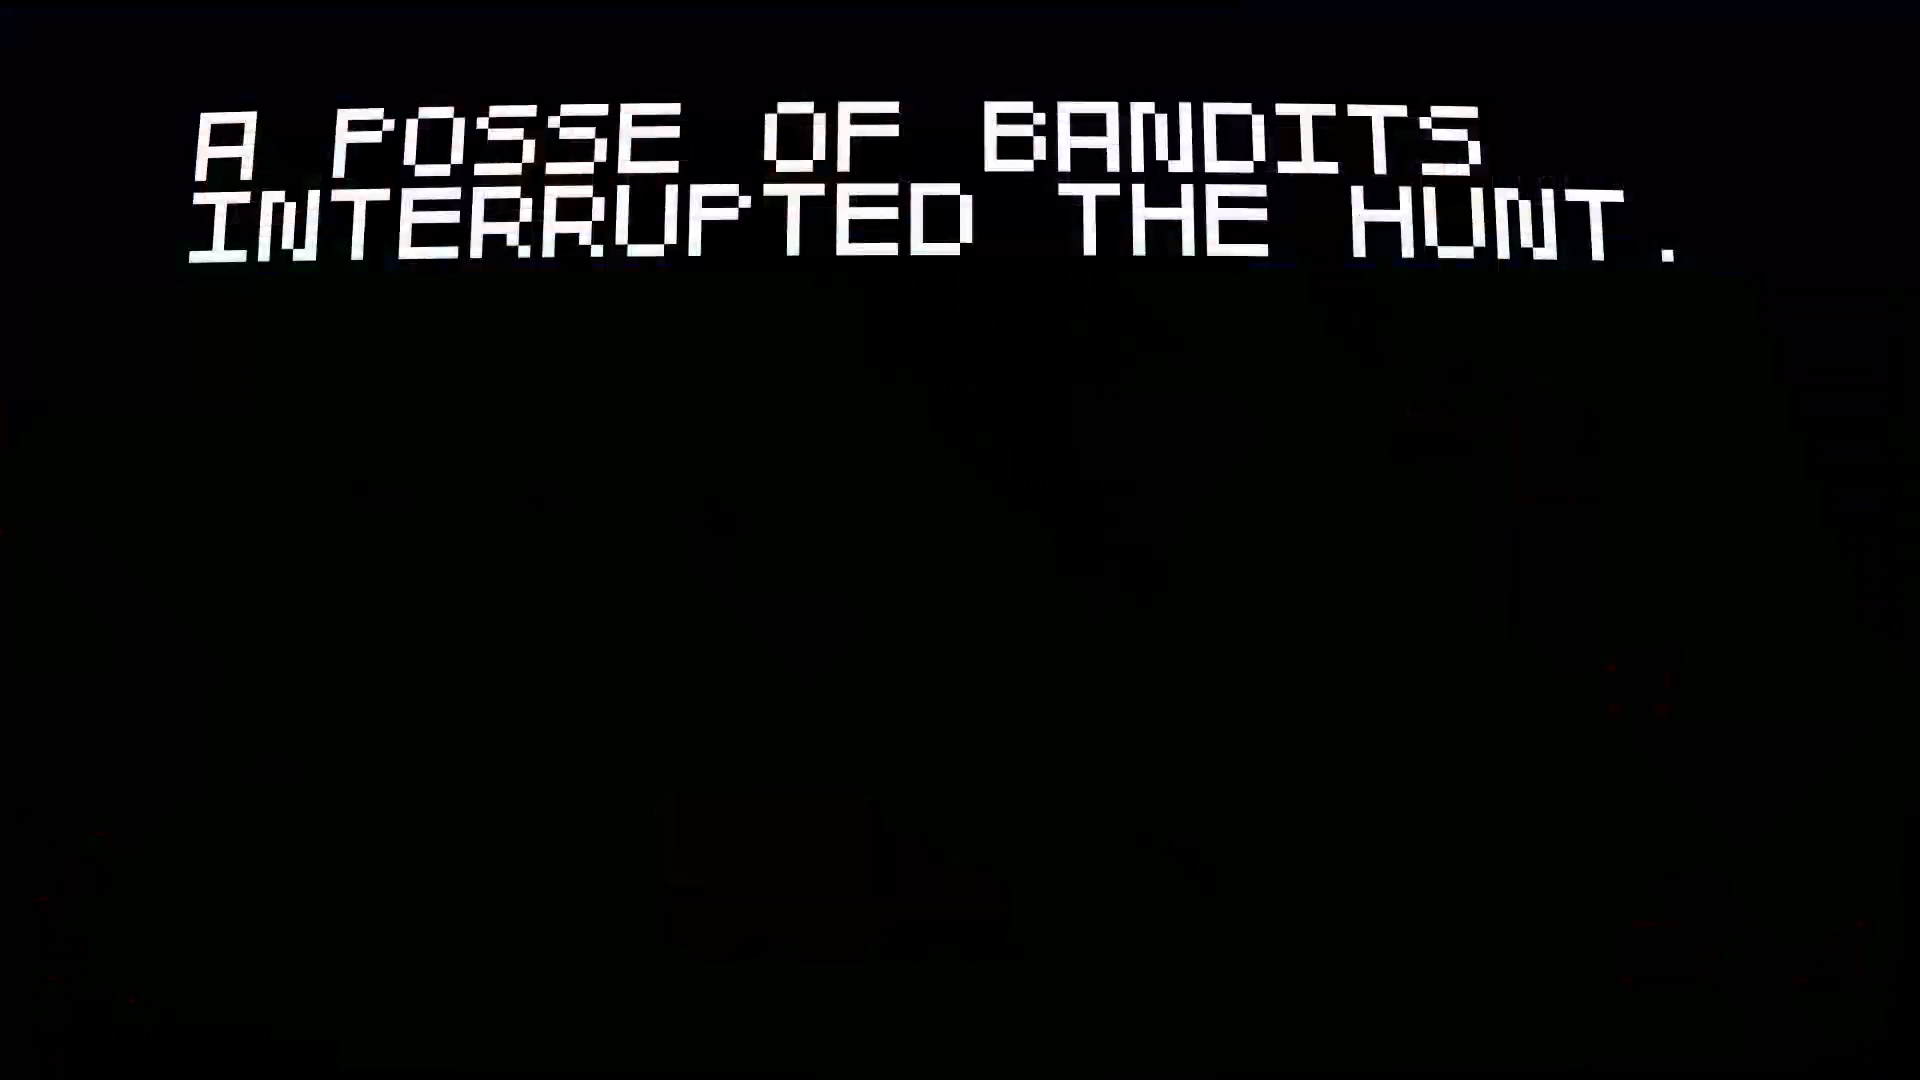 A POSSE OF BANDITS
INTERRUPTED THE HUNT.